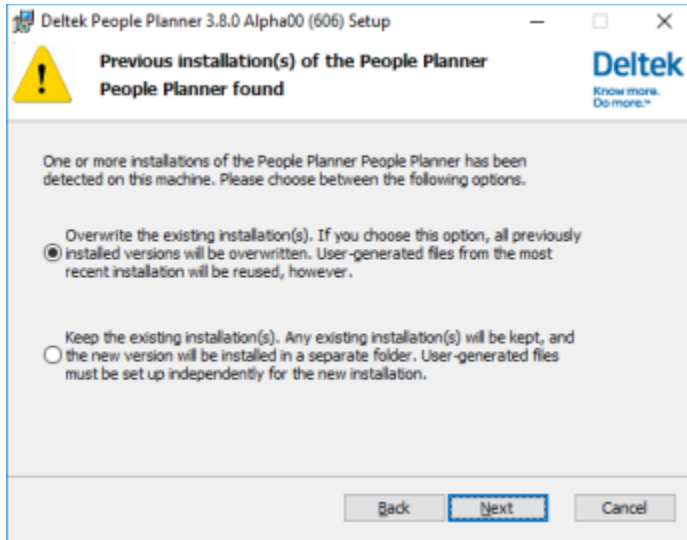 Deltek People Planner 3.8.0 Alpha00 (606) Setup
Previous installation(s) of the People Planner
People Planner found
Deltek
Know more.
Do more.™
One or more installations of the People Planner People Planner has been
detected on this machine. Please choose between the following options.
Overwrite the existing installation(s). If you choose this option, all previously
installed versions will be overwritten. User-generated files from the most
recent installation will be reused, however.
Keep the existing installation(s). Any existing installation(s) will be kept, and
the new version will be installed in a separate folder. User-generated files
must be set up independently for the new installation.
Back
Next
Cancel